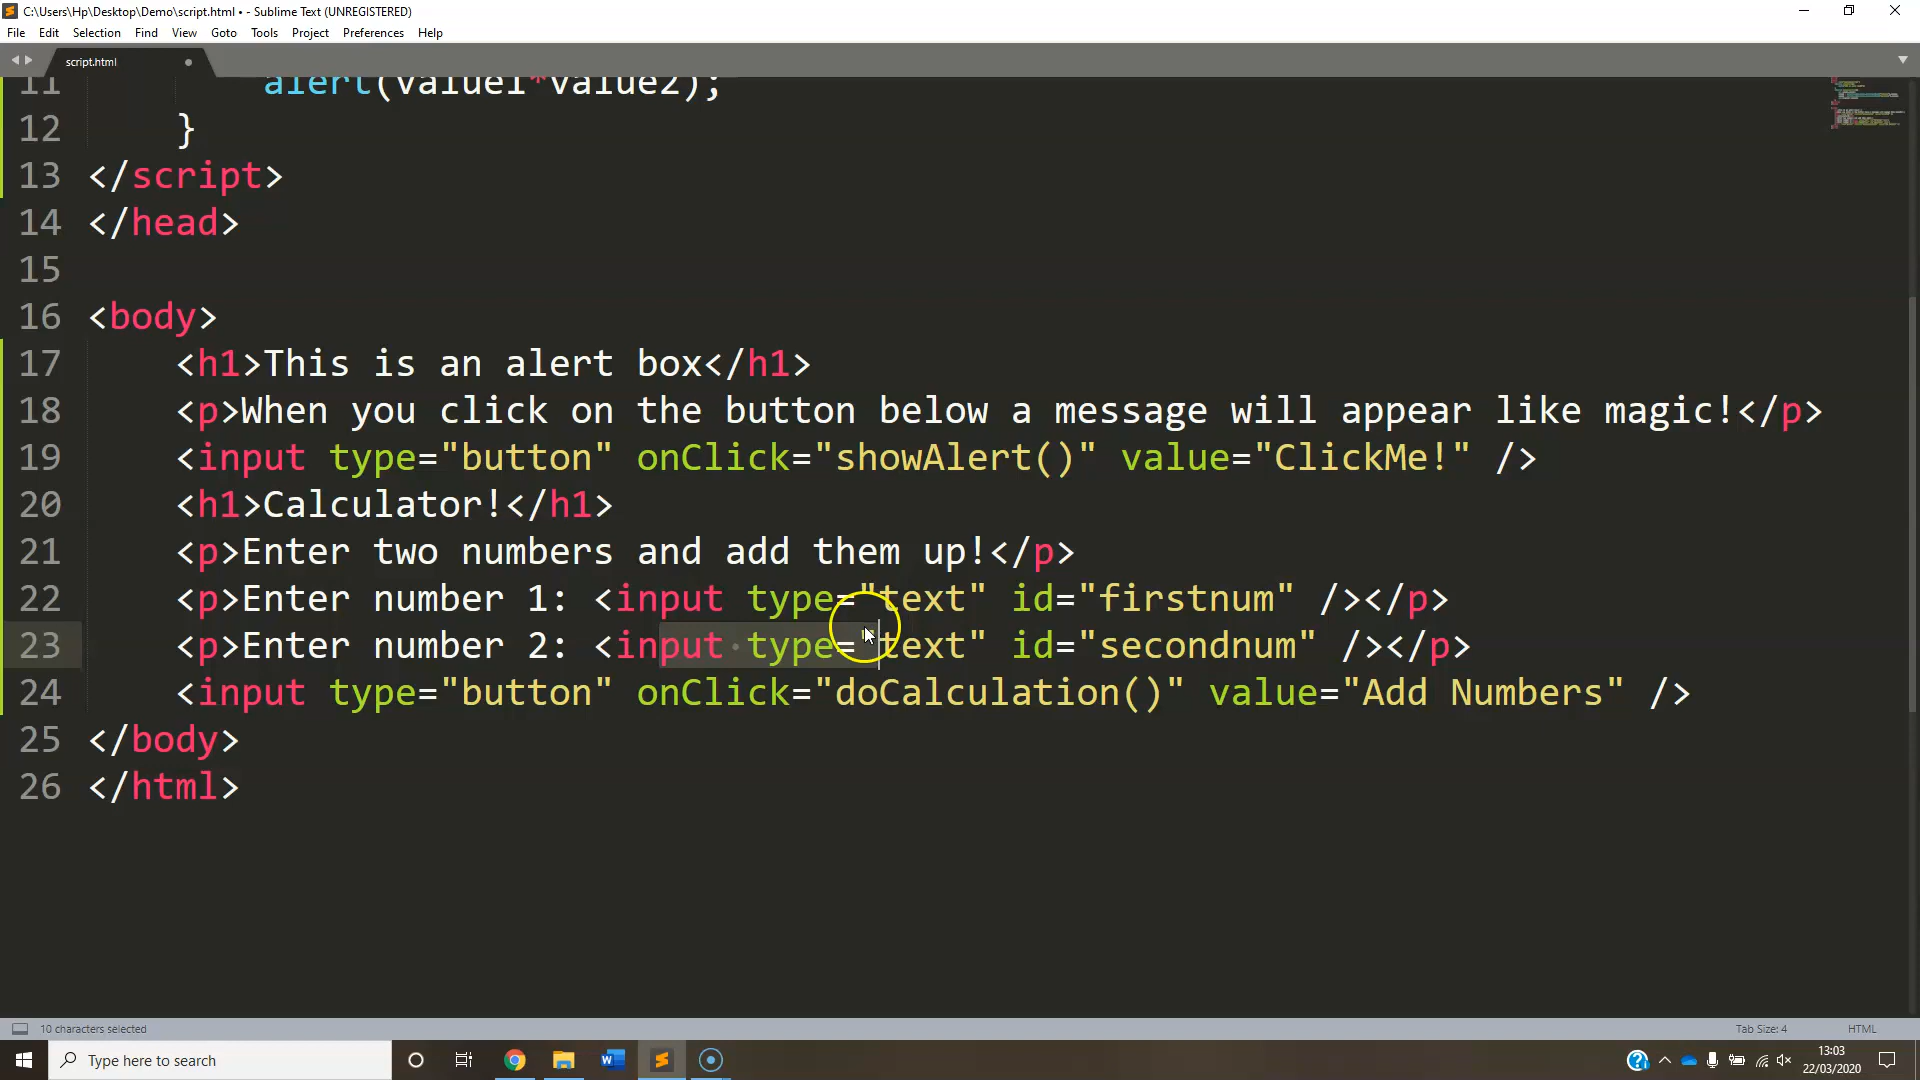 C:\Users\Hp\Desktop\Demo\script.html • - Sublime Text (UNREGISTERED)
File Edit Selection Find View Goto Tools Project Preferences Help
script.html
11 alert(value1*value2);
12 }
13 </script>
14 </head>
15
16 <body>
17 <h1>This is an alert box</h1>
18 <p>When you click on the button below a message will appear like magic!</p>
19 <input type="button" onClick="showAlert()" value="ClickMe!" />
20 <h1>Calculator!</h1>
21 <p>Enter two numbers and add them up!</p>
22 <p>Enter number 1: <input type="text" id="firstnum" /></p>
23 <p>Enter number 2: <input type="text" id="secondnum" /></p>
24 <input type="button" onClick="doCalculation()" value="Add Numbers" />
25 </body>
26 </html>
10 characters selected Tab Size: 4 HTML
Type here to search
13:03
22/03/2020